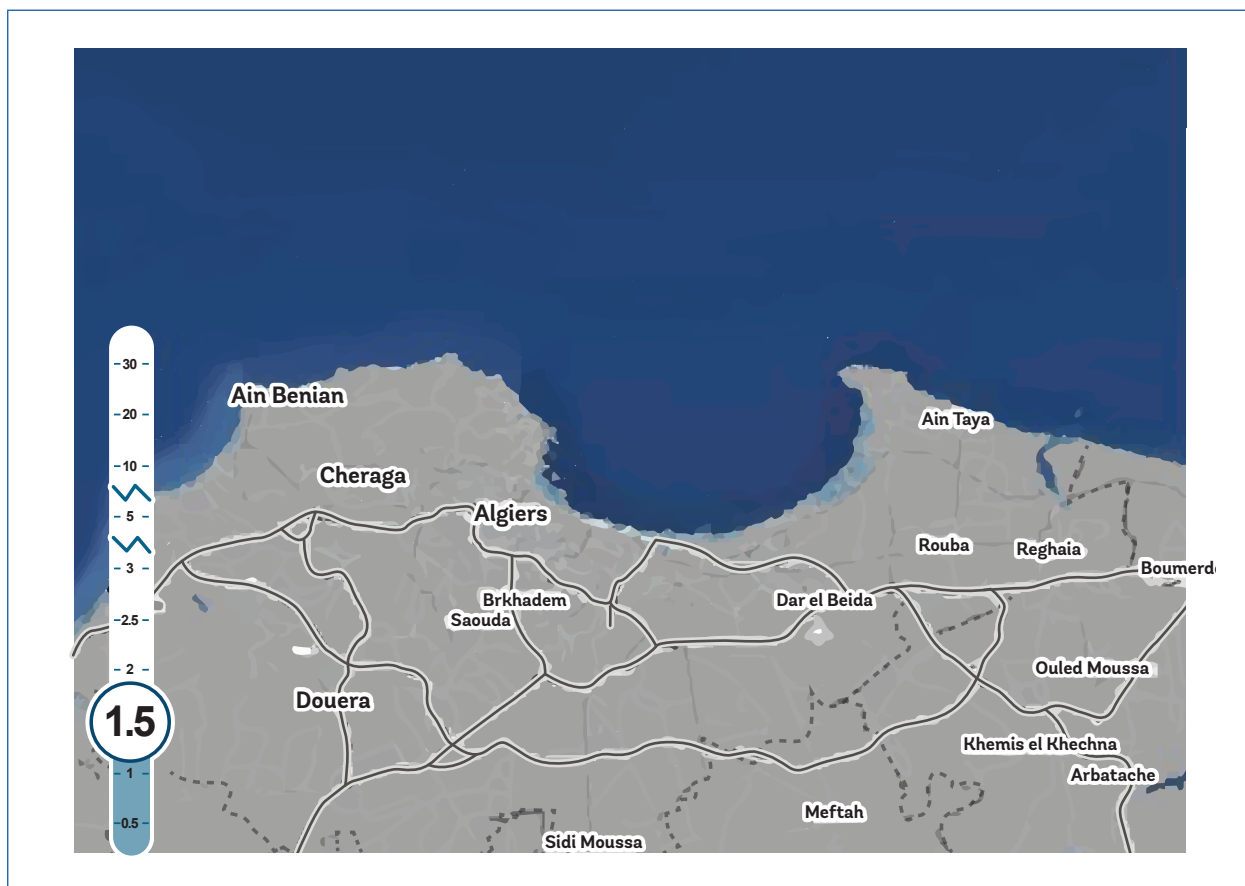 30
Ain Benian
20
Ain Taya
10
Cheraga
5
Algiers
Rouba
Reghaia
3
Boumerd
Brkhadem
Dar el Beida
2.5
Saouda
2
Ouled Moussa
Douera
1.5
Khemis el Khechna
1
Arbatache
Meftah
0.5
Sidi Moussa